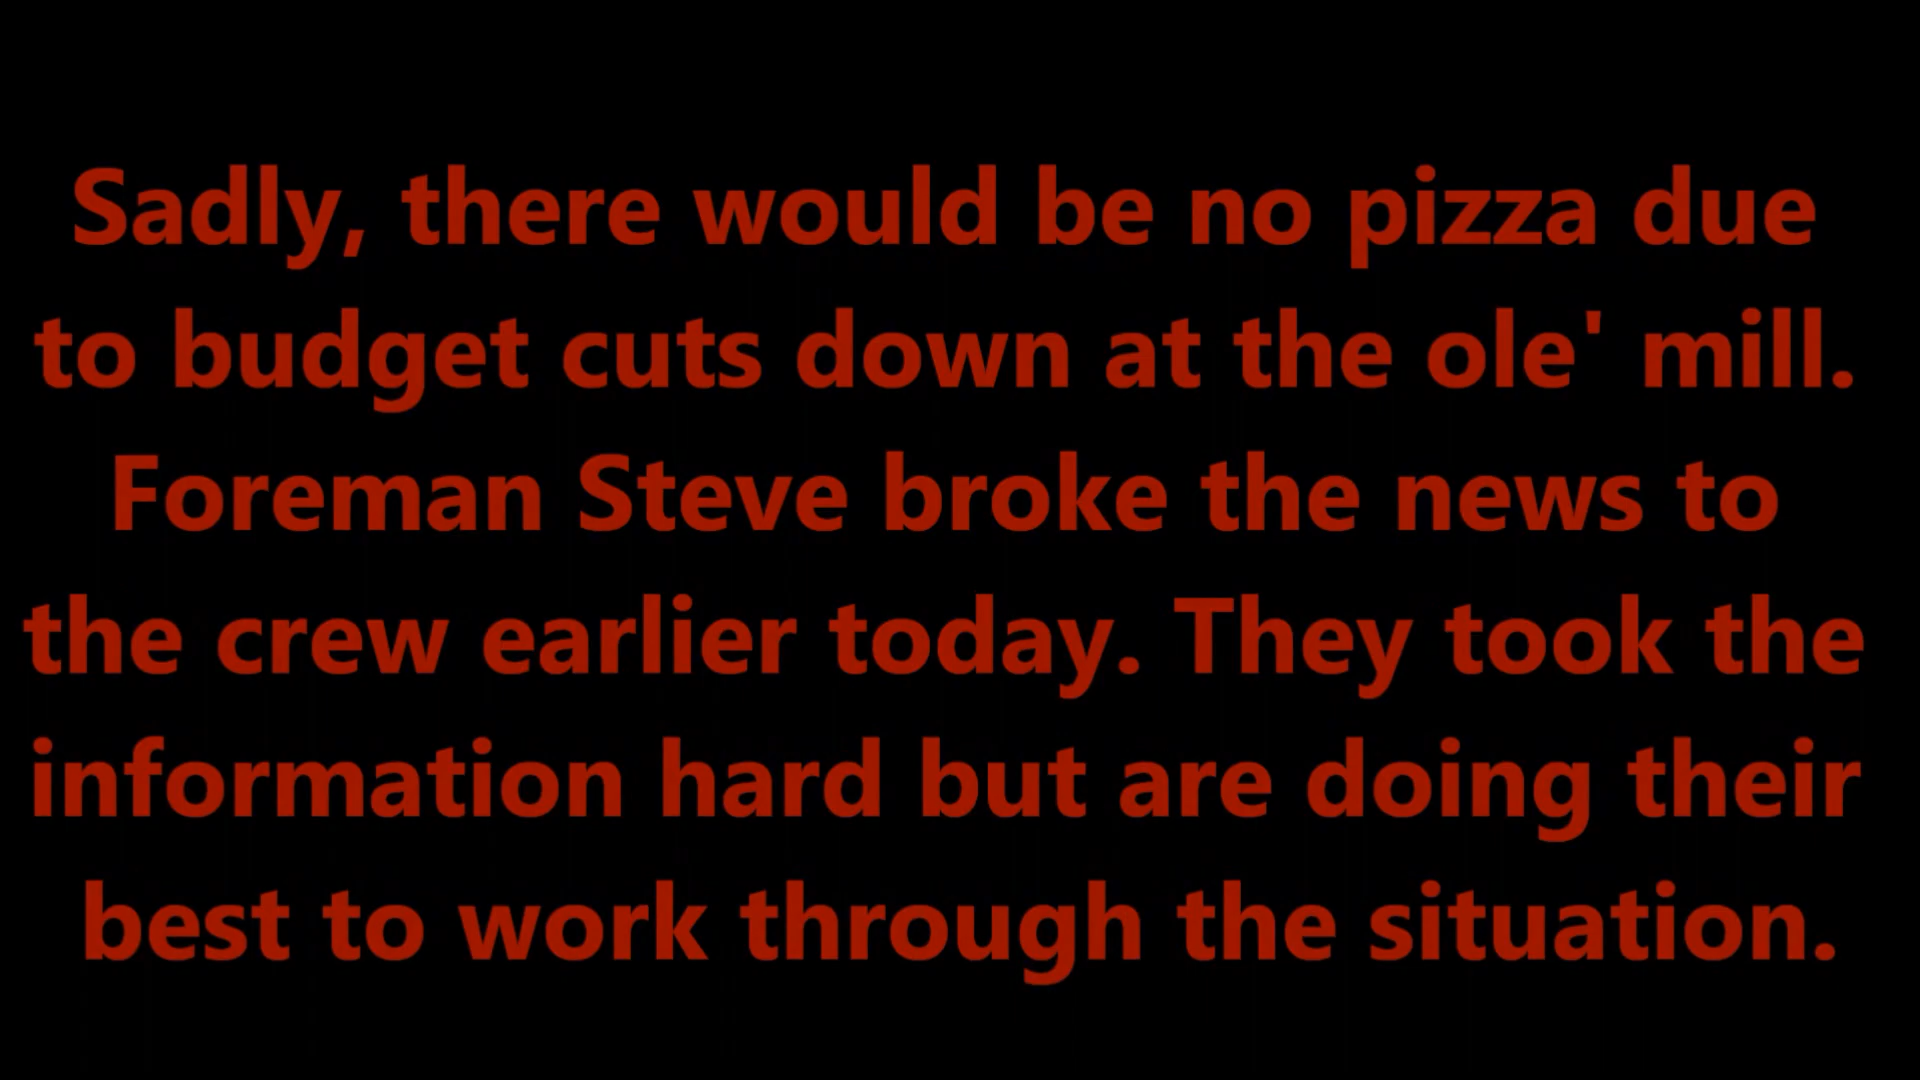 Sadly, there would be no pizza due
to budget cuts down at the ole' mill.
Foreman Steve broke the news to
the crew earlier today. They took the
information hard but are doing their
best to work through the situation.